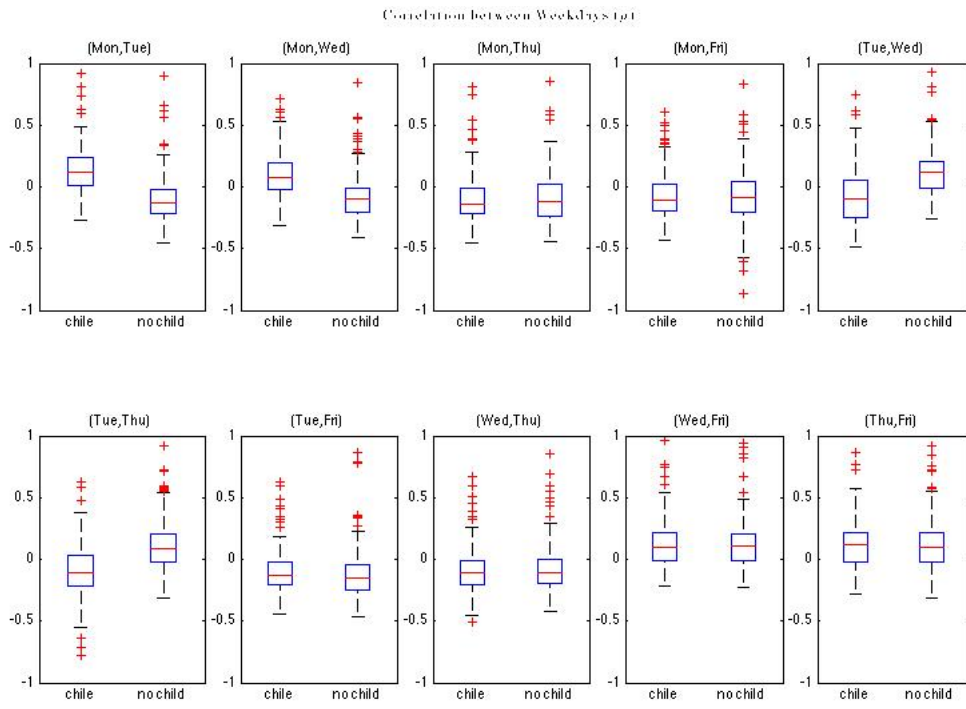 Correlation between Weekdays (ρ)
(Mon,Tue) (Mon,Wed) (Mon,Thu) (Mon,Fri) (Tue,Wed)
1 1 1 1 1
0.5 0.5 0.5 0.5 0.5
0 0 0 0 0
-0.5 -0.5 -0.5 -0.5 -0.5
-1 -1 -1 -1 -1
chile no child chile no child chile no child chile no child chile no child
(Tue,Thu) (Tue,Fri) (Wed,Thu) (Wed,Fri) (Thu,Fri)
1 1 1 1 1
0.5 0.5 0.5 0.5 0.5
0 0 0 0 0
-0.5 -0.5 -0.5 -0.5 -0.5
-1 -1 -1 -1 -1
chile no child chile no child chile no child chile no child chile no child